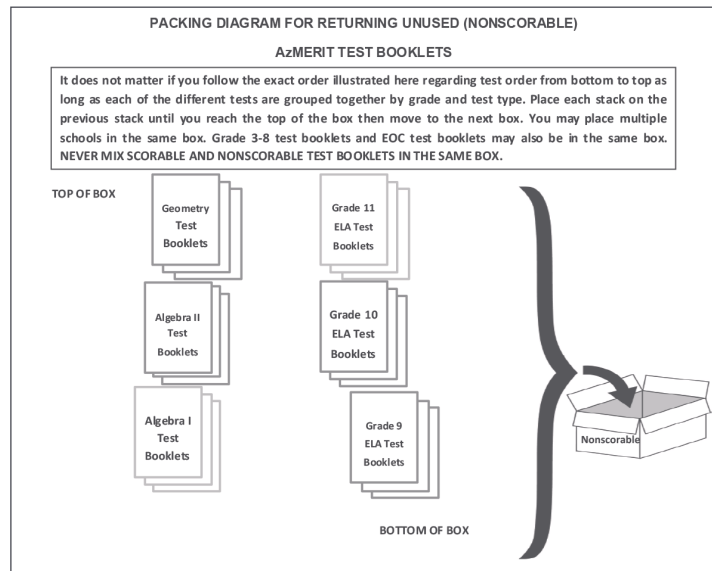 PACKING DIAGRAM FOR RETURNING UNUSED (NONSCORABLE)
AzMERIT TEST BOOKLETS
It does not matter if you follow the exact order illustrated here regarding test order from bottom to top as
long as each of the different tests are grouped together by grade and test type. Place each stack on the
previous stack until you reach the top of the box then move to the next box. You may place multiple
schools in the same box. Grade 3-8 test booklets and EOC test booklets may also be in the same box.
NEVER MIX SCORABLE AND NONSCORABLE TEST BOOKLETS IN THE SAME BOX.
TOP OF BOX
Geometry
Test
Booklets
Grade 11
ELA Test
Booklets
Algebra II
Test
Booklets
Grade 10
ELA Test
Booklets
Algebra I
Test
Booklets
Grade 9
ELA Test
Booklets
Nonscorable
BOTTOM OF BOX